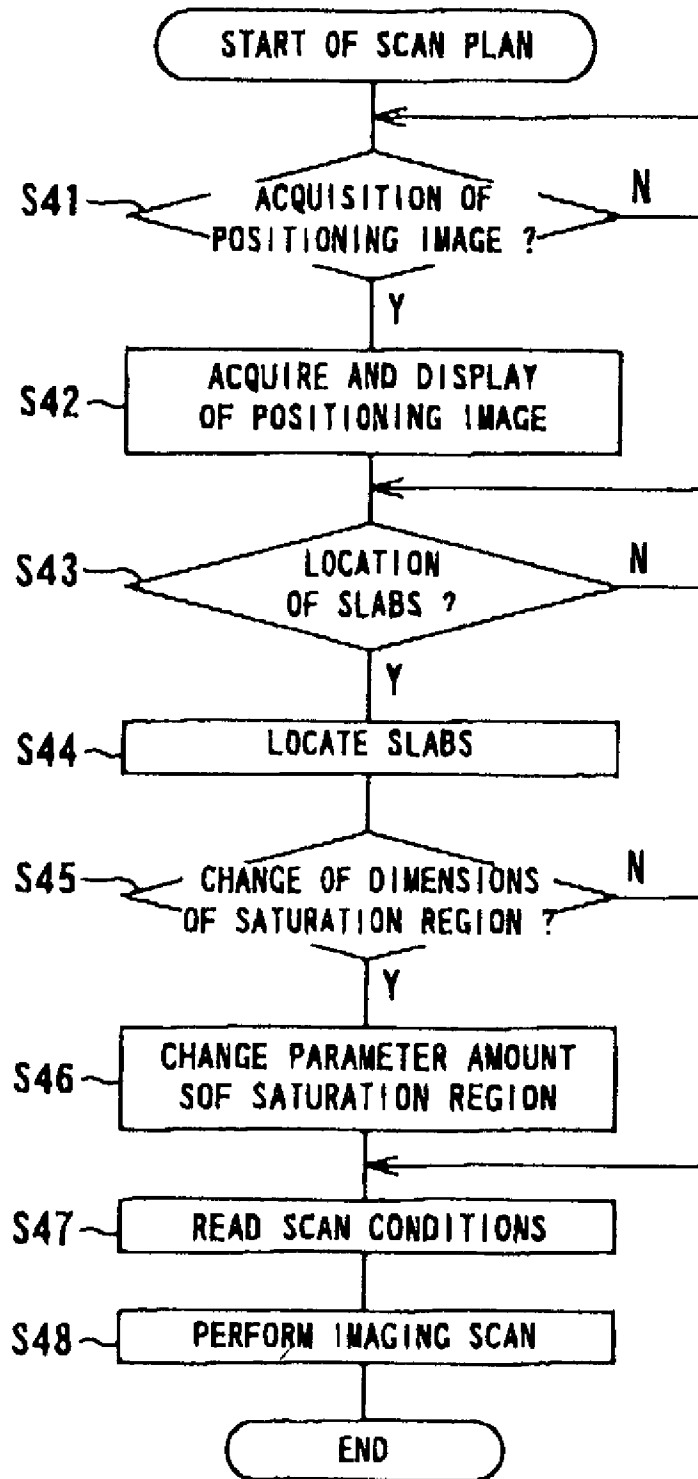 START OF SCAN PLAN
S41
ACQUISITION OF
POSITIONING IMAGE ?
N
Y
S42
ACQUIRE AND DISPLAY
OF POSITIONING IMAGE
S43
LOCATION
OF SLABS ?
N
Y
S44
LOCATE SLABS
S45
CHANGE OF DIMENSIONS
OF SATURATION REGION ?
N
Y
S46
CHANGE PARAMETER AMOUNT
SOF SATURATION REGION
S47
READ SCAN CONDITIONS
S48
PERFORM IMAGING SCAN
END